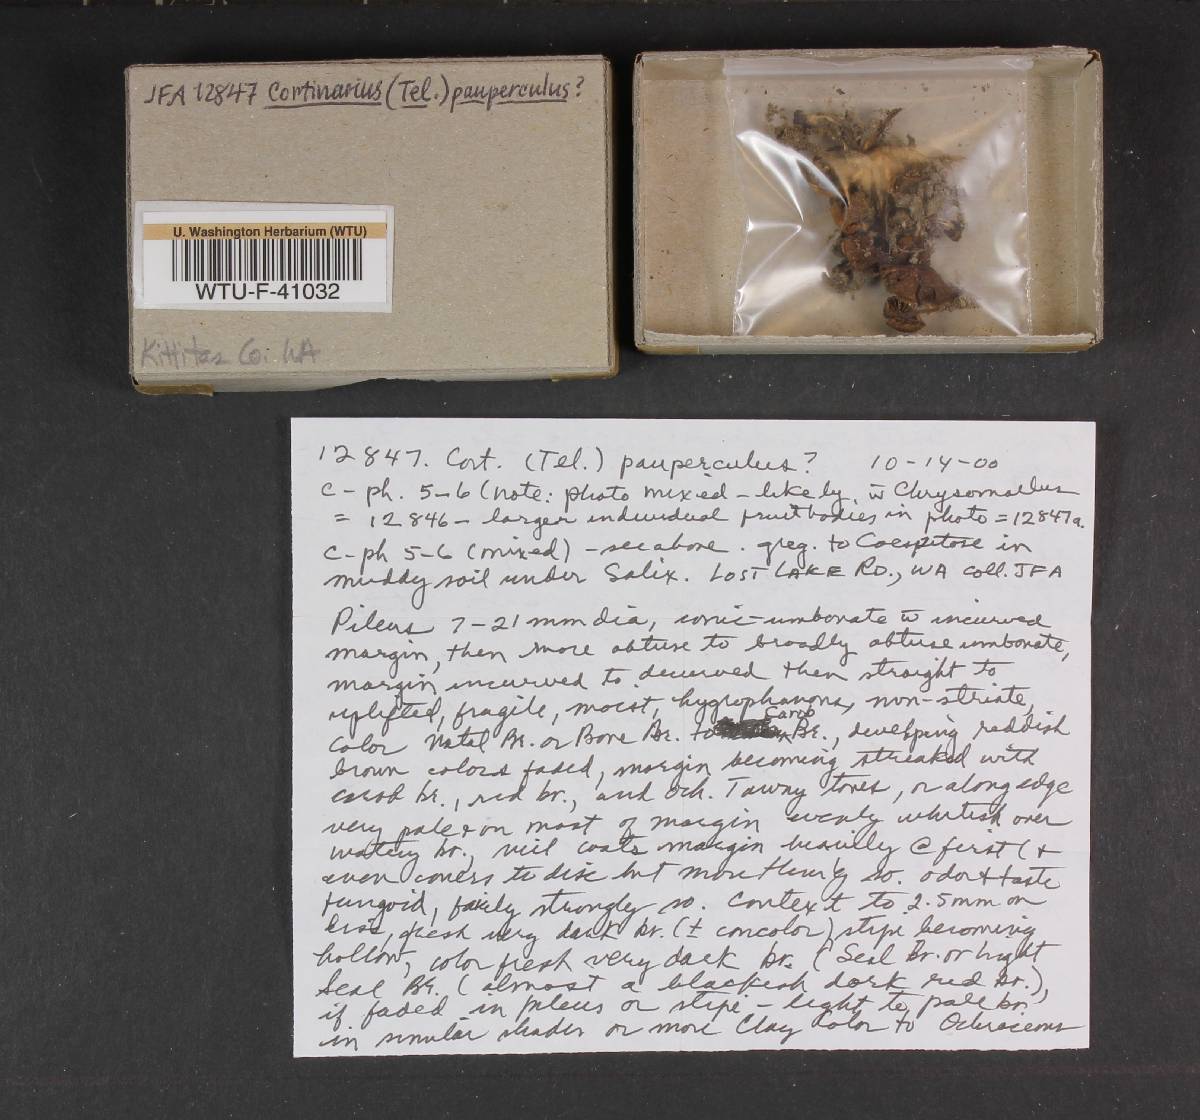 JFA 12847 Cortinarius (Tel.) pauperculus?
U. Washington Herbarium (WTU)
WTU-F-41032
Kittitas Co. WA
12847. Cort. (Tel.) pauperculus? 10-14-00
c-ph. 5-6 (note: photo mixed - likely w̄ Chrysomallus
= 12846 - larger individual fruitbodies in photo = 12847a.
c-ph 5-6 (mixed) - see above. greg. to Caespitose in
muddy soil under Salix. LOST LAKE RD., WA coll. JFA
Pileus 7-21 mm dia, conic-umbonate w̄ incurved
margin, then more obtuse to broadly obtuse umbonate,
margin incurved to decurved then straight to
uplifted, fragile, moist, hygrophanous, non-striate,
color Natal Br. or Bone Br. to Carob Br., developing reddish
brown colors faded, margin becoming streaked with
carob br., red br., and Och. Tawny tones, or along edge
very pale & on most of margin evenly whitish over
watery br., veil coats margin heavily @ first (&
even covers to disc but more thinly so. odor & taste
fungoid, fairly strongly so. Context to 2.5mm on
disc, fresh very dark br. (± concolor) stipe becoming
hollow, color fresh very dark br. (Seal Br. or light
Seal Br. (almost a blackish dark red br.),
if faded in pileus or stipe - light to pale br.
in similar shades or more Clay Color to Ochraceous